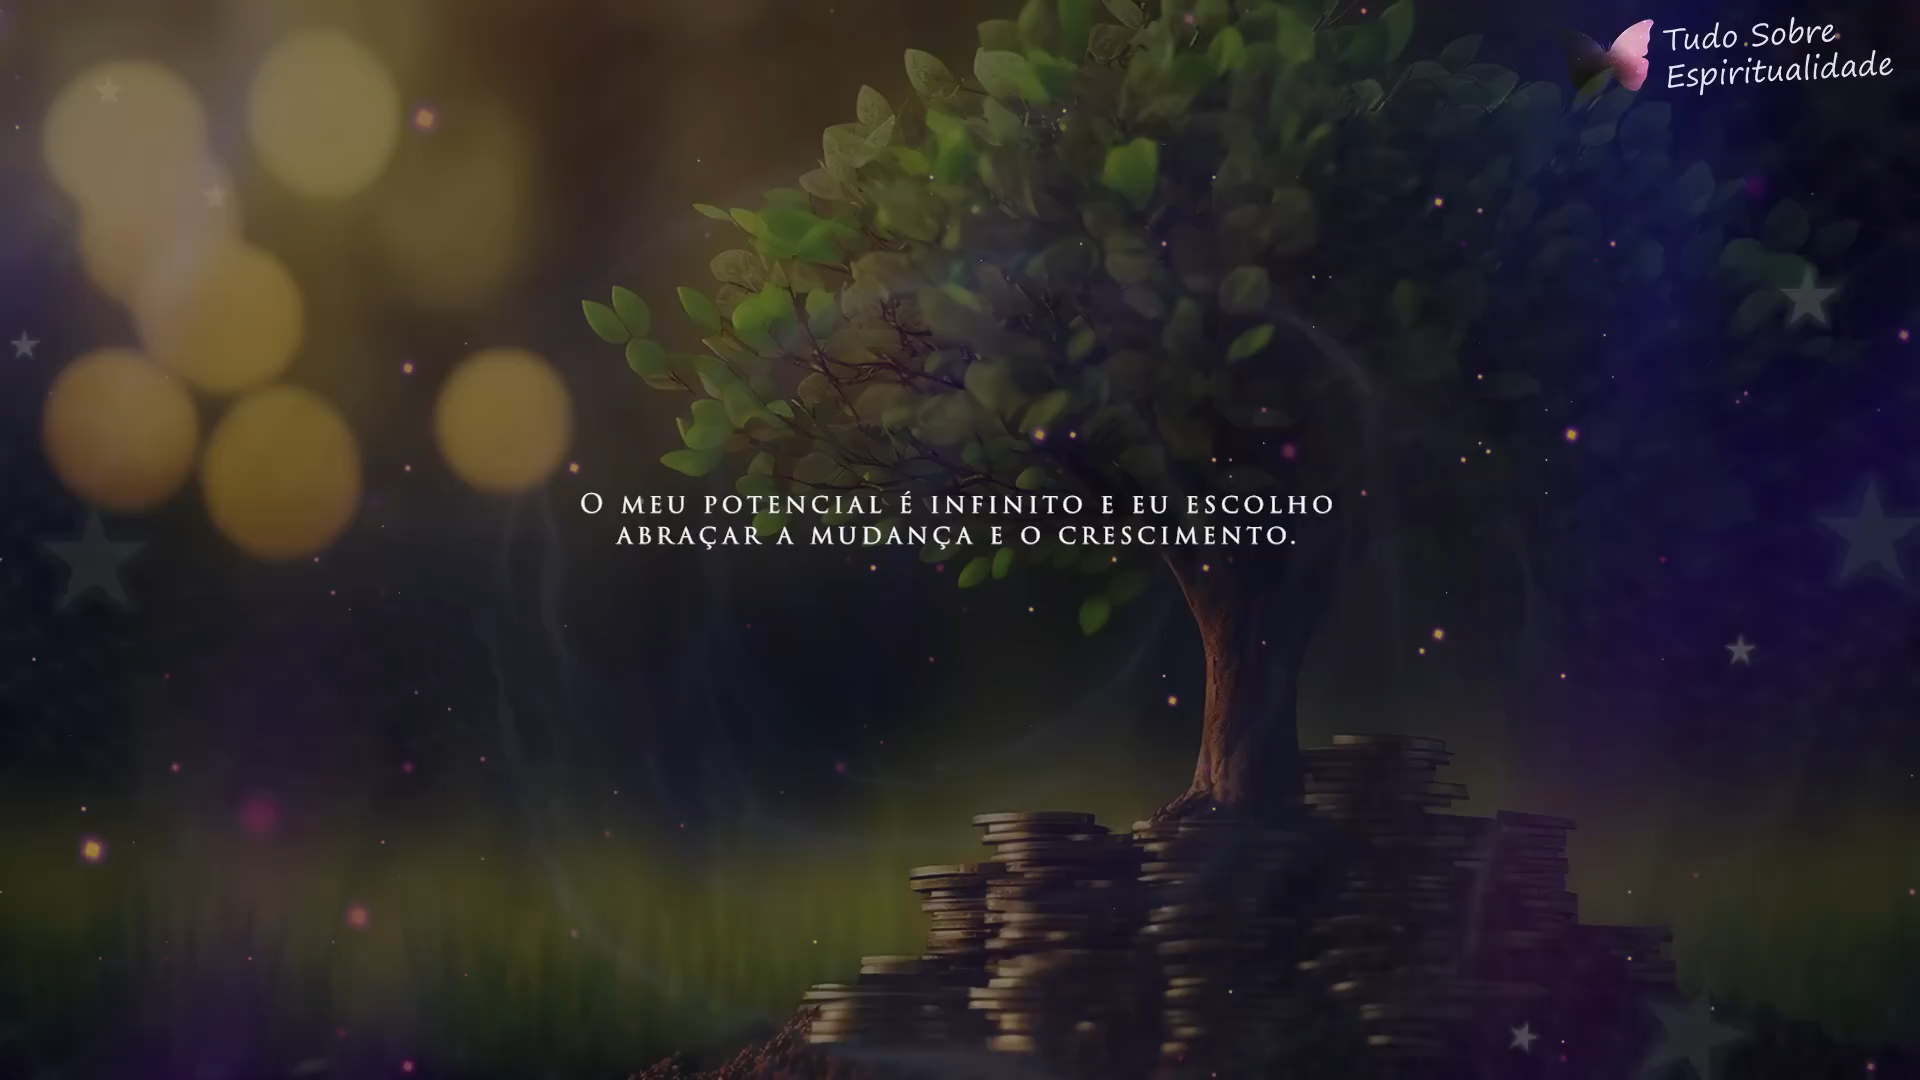 Tudo Sobre
Espiritualidade
O MEU POTENCIAL É INFINITO E EU ESCOLHO
ABRAÇAR A MUDANÇA E O CRESCIMENTO.